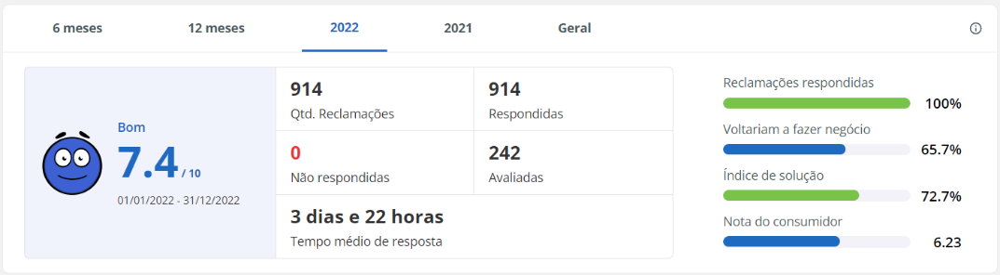 6 meses
12 meses
2022
2021
Geral
Bom
7.4 / 10
01/01/2022 - 31/12/2022
914
Qtd. Reclamações
914
Respondidas
0
Não respondidas
242
Avaliadas
3 dias e 22 horas
Tempo médio de resposta
Reclamações respondidas
100%
Voltariam a fazer negócio
65.7%
Índice de solução
72.7%
Nota do consumidor
6.23